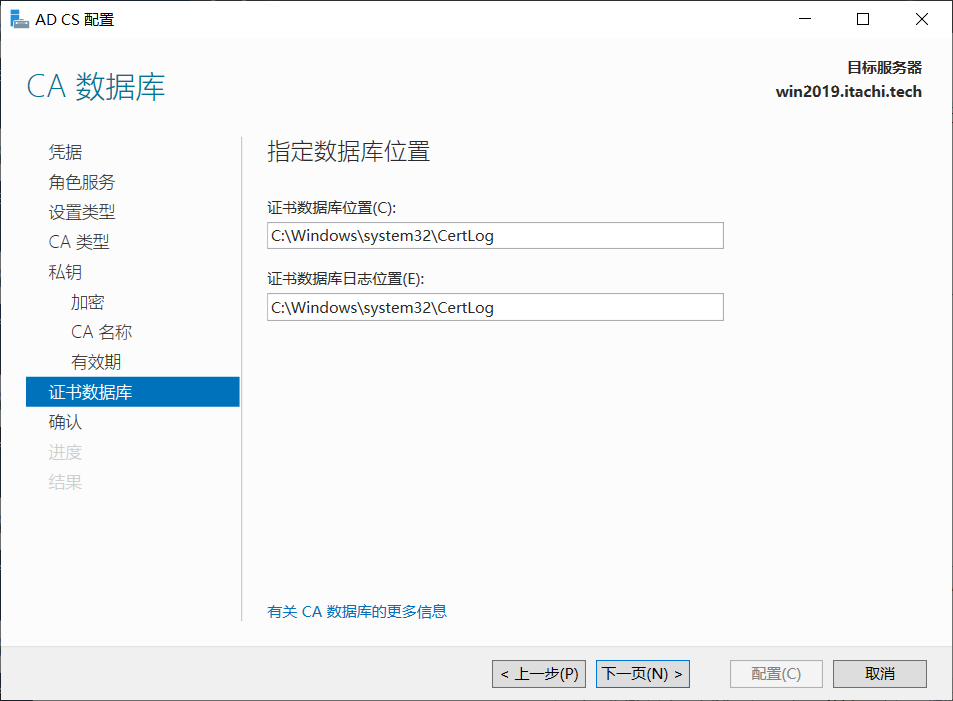 AD CS 配置
CA 数据库
目标服务器
win2019.itachi.tech
凭据
角色服务
设置类型
CA 类型
私钥
加密
CA 名称
有效期
证书数据库
确认
进度
结果
指定数据库位置
证书数据库位置(C):
C:\Windows\system32\CertLog
证书数据库日志位置(E):
C:\Windows\system32\CertLog
有关 CA 数据库的更多信息
< 上一步(P)
下一页(N) >
配置(C)
取消